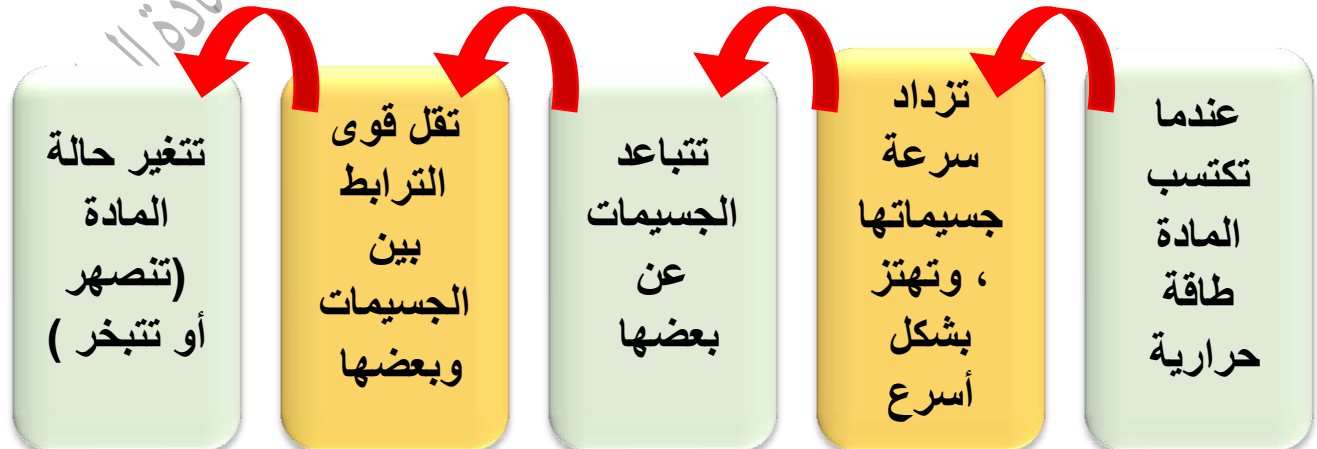 عندما
تكتسب
المادة
طاقة
حرارية
تزداد
سرعة
جسيماتها
، وتهتز
بشكل
أسرع
تتباعد
الجسيمات
عن
بعضها
تقل قوى
الترابط
بين
الجسيمات
وبعضها
تتغير حالة
المادة
(تنصهر
أو تتبخر )